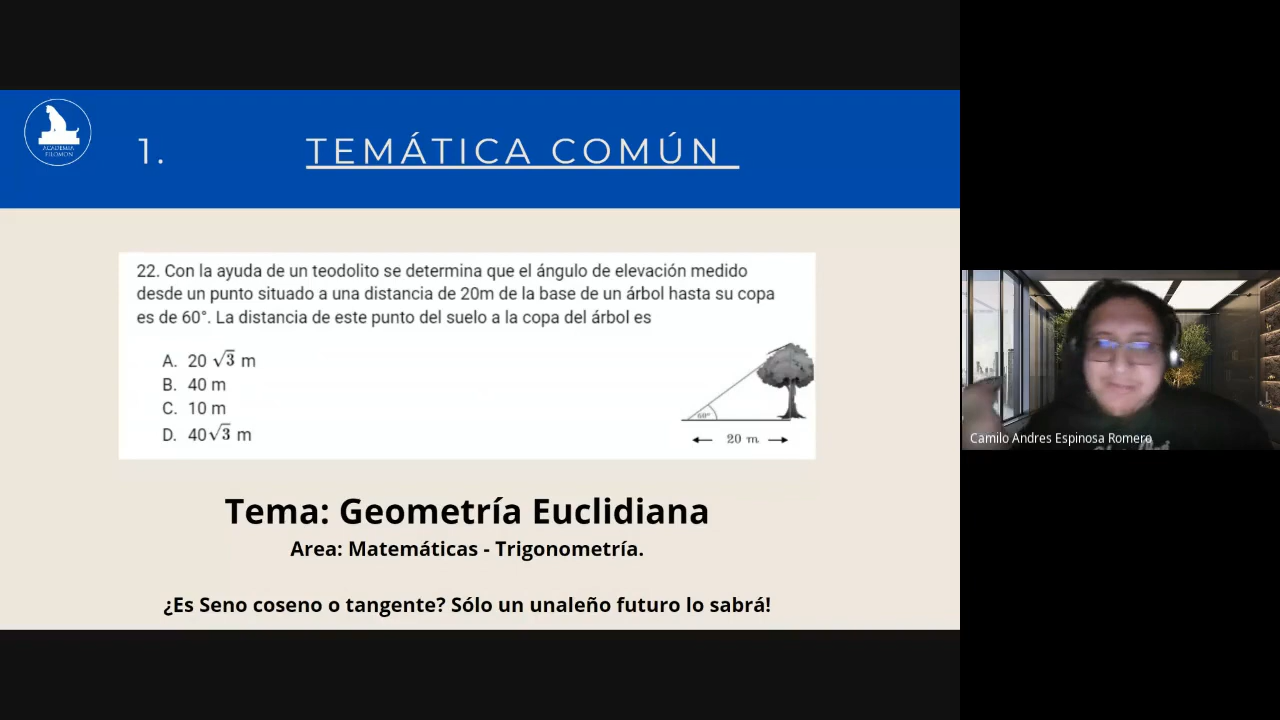 ACADEMIA
FILOMON
1. TEMÁTICA COMÚN
22. Con la ayuda de un teodolito se determina que el ángulo de elevación medido
desde un punto situado a una distancia de 20m de la base de un árbol hasta su copa
es de 60°. La distancia de este punto del suelo a la copa del árbol es
A. 20 √3 m
B. 40 m
C. 10 m
D. 40√3 m
60°
20 m
Tema: Geometría Euclidiana
Area: Matemáticas - Trigonometría.
¿Es Seno coseno o tangente? Sólo un unaleño futuro lo sabrá!
Camilo Andres Espinosa Romero